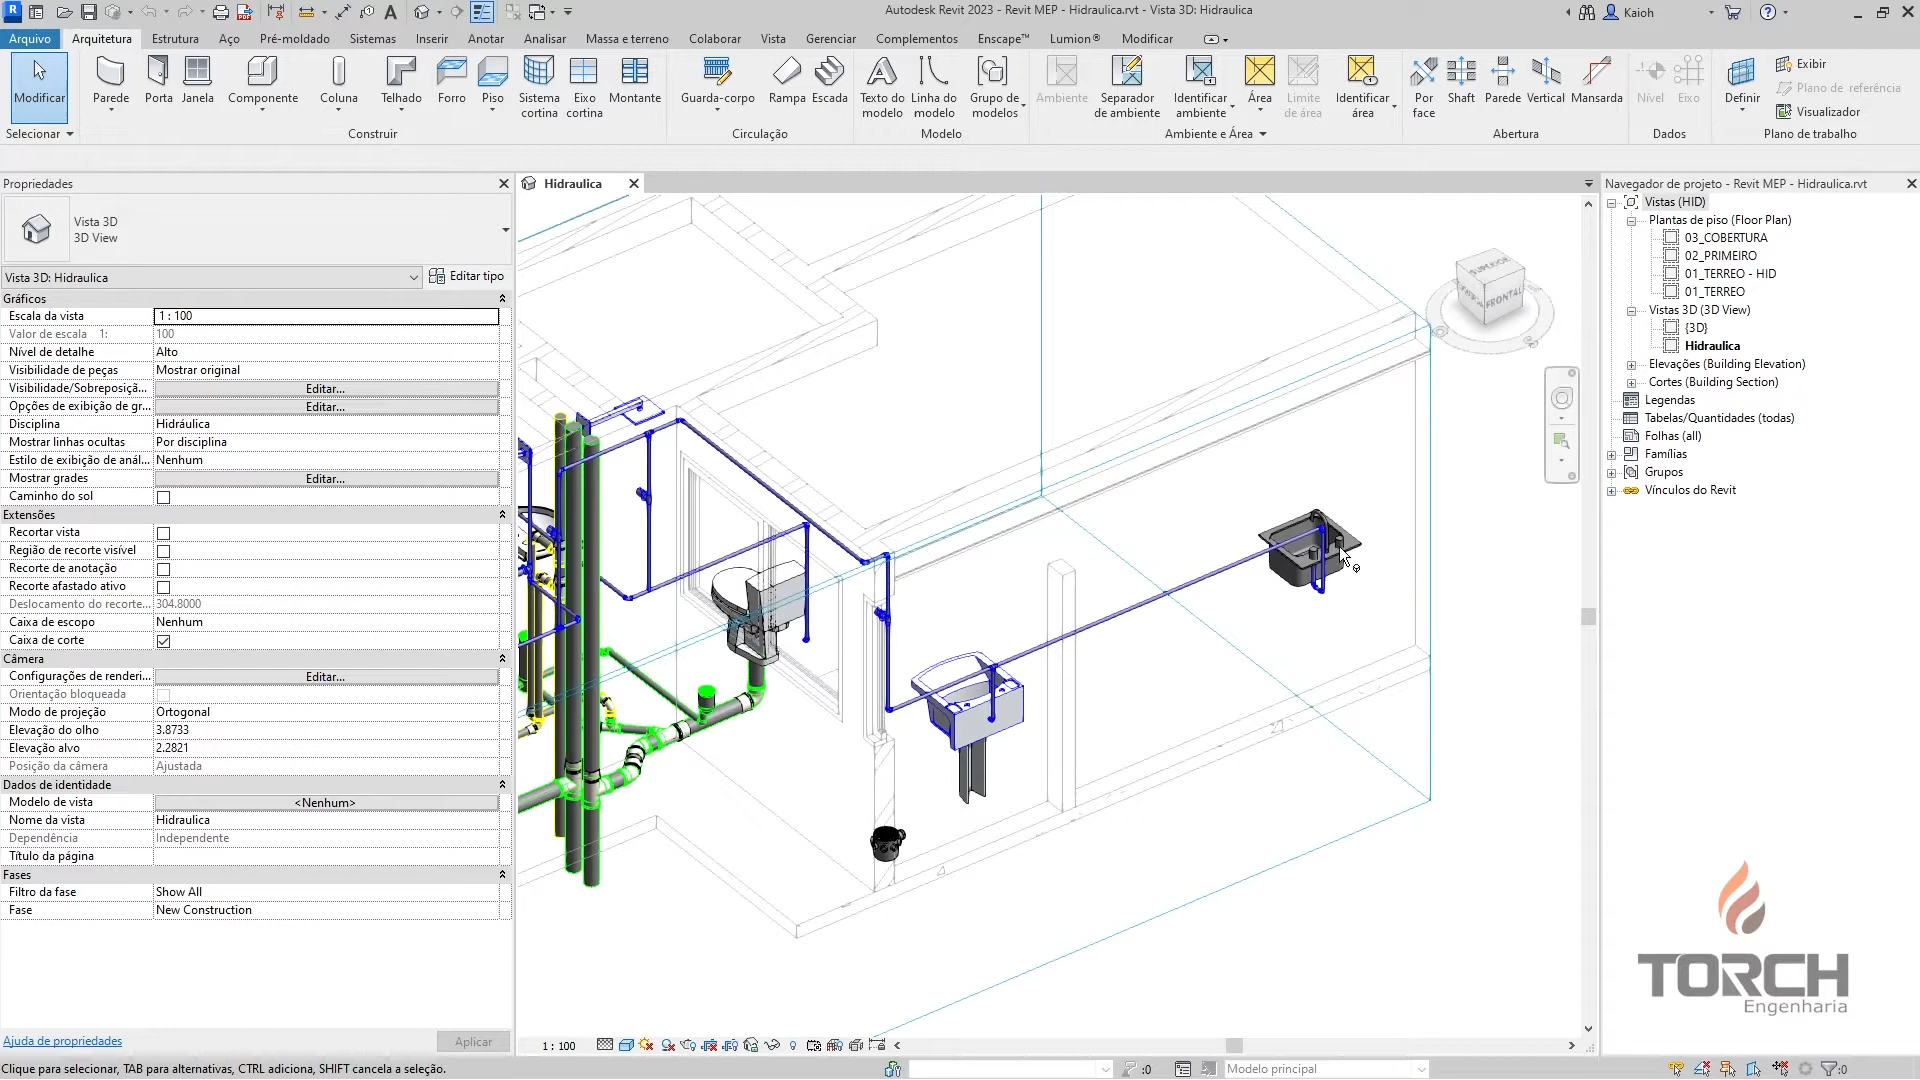 Autodesk Revit 2023 - Revit MEP - Hidraulica.rvt - Vista 3D: Hidraulica
Kaioh
Arquivo
Arquitetura
Estrutura
Aço
Pré-moldado
Sistemas
Inserir
Anotar
Analisar
Massa e terreno
Colaborar
Vista
Gerenciar
Complementos
Enscape™
Lumion®
Modificar
Modificar
Parede
Porta
Janela
Componente
Coluna
Telhado
Forro
Piso
Sistema cortina
Eixo cortina
Montante
Guarda-corpo
Rampa
Escada
Texto do modelo
Linha do modelo
Grupo de modelos
Ambiente
Separador de ambiente
Identificar ambiente
Área
Limite de área
Identificar área
Por face
Shaft
Parede
Vertical
Mansarda
Nível
Eixo
Definir
Exibir
Plano de referência
Visualizador
Selecionar
Construir
Circulação
Modelo
Ambiente e Área
Abertura
Dados
Plano de trabalho
Propriedades
Vista 3D
3D View
Vista 3D: Hidraulica
Editar tipo
Gráficos
Escala da vista 1 : 100
Valor de escala 1: 100
Nível de detalhe Alto
Visibilidade de peças Mostrar original
Visibilidade/Sobreposiçã... Editar...
Opções de exibição de gr... Editar...
Disciplina Hidráulica
Mostrar linhas ocultas Por disciplina
Estilo de exibição de anál... Nenhum
Mostrar grades Editar...
Caminho do sol
Extensões
Recortar vista
Região de recorte visível
Recorte de anotação
Recorte afastado ativo
Deslocamento do recorte... 304.8000
Caixa de escopo Nenhum
Caixa de corte
Câmera
Configurações de renderi... Editar...
Orientação bloqueada
Modo de projeção Ortogonal
Elevação do olho 3.8733
Elevação alvo 2.2821
Posição da câmera Ajustada
Dados de identidade
Modelo de vista <Nenhum>
Nome da vista Hidraulica
Dependência Independente
Título da página
Fases
Filtro da fase Show All
Fase New Construction
Ajuda de propriedades
Aplicar
Hidraulica
SUPERIOR
FRONTAL
1 : 100
Navegador de projeto - Revit MEP - Hidraulica.rvt
Vistas (HID)
Plantas de piso (Floor Plan)
03_COBERTURA
02_PRIMEIRO
01_TERREO - HID
01_TERREO
Vistas 3D (3D View)
{3D}
Hidraulica
Elevações (Building Elevation)
Cortes (Building Section)
Legendas
Tabelas/Quantidades (todas)
Folhas (all)
Famílias
Grupos
Vínculos do Revit
TORCH
Engenharia
Clique para selecionar, TAB para alternativas, CTRL adiciona, SHIFT cancela a seleção.
:0
Modelo principal
:0